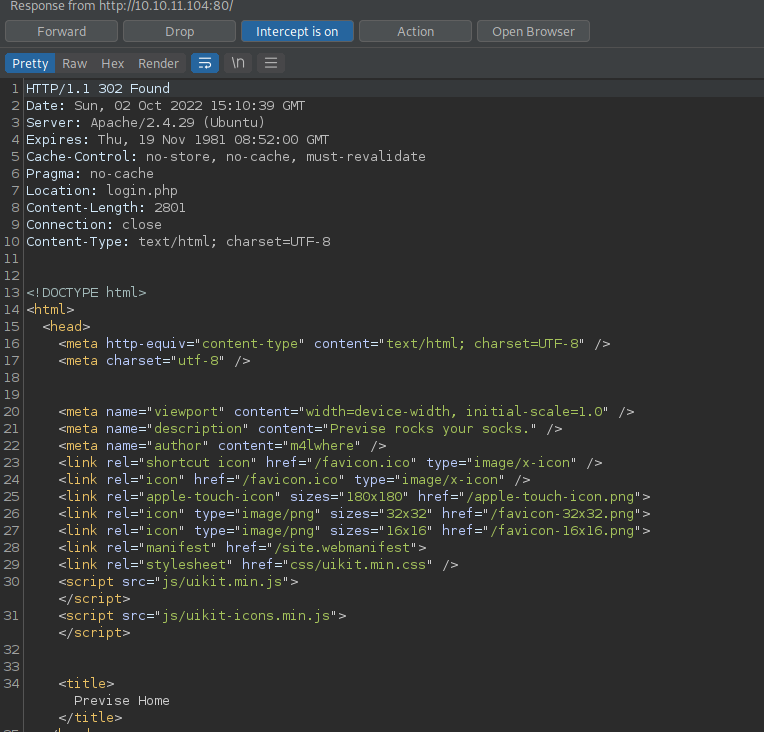 Response from http://10.10.11.104:80/
Forward Drop Intercept is on Action Open Browser
Pretty Raw Hex Render \n
1 HTTP/1.1 302 Found
2 Date: Sun, 02 Oct 2022 15:10:39 GMT
3 Server: Apache/2.4.29 (Ubuntu)
4 Expires: Thu, 19 Nov 1981 08:52:00 GMT
5 Cache-Control: no-store, no-cache, must-revalidate
6 Pragma: no-cache
7 Location: login.php
8 Content-Length: 2801
9 Connection: close
10 Content-Type: text/html; charset=UTF-8
11
12
13 <!DOCTYPE html>
14 <html>
15 <head>
16 <meta http-equiv="content-type" content="text/html; charset=UTF-8" />
17 <meta charset="utf-8" />
18
19
20 <meta name="viewport" content="width=device-width, initial-scale=1.0" />
21 <meta name="description" content="Previse rocks your socks." />
22 <meta name="author" content="m4lwhere" />
23 <link rel="shortcut icon" href="/favicon.ico" type="image/x-icon" />
24 <link rel="icon" href="/favicon.ico" type="image/x-icon" />
25 <link rel="apple-touch-icon" sizes="180x180" href="/apple-touch-icon.png">
26 <link rel="icon" type="image/png" sizes="32x32" href="/favicon-32x32.png">
27 <link rel="icon" type="image/png" sizes="16x16" href="/favicon-16x16.png">
28 <link rel="manifest" href="/site.webmanifest">
29 <link rel="stylesheet" href="css/uikit.min.css" />
30 <script src="js/uikit.min.js">
</script>
31 <script src="js/uikit-icons.min.js">
</script>
32
33
34 <title>
Previse Home
</title>